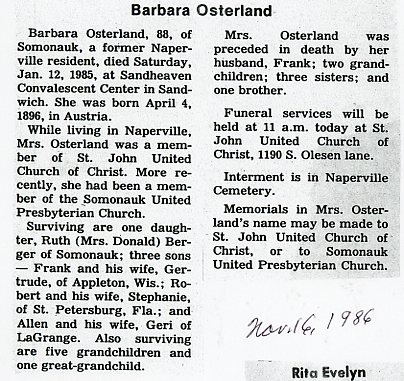 Barbara Osterland
Barbara Osterland, 88, of
Somonauk, a former Naper-
ville resident, died Saturday,
Jan. 12, 1985, at Sandheaven
Convalescent Center in Sand-
wich. She was born April 4,
1896, in Austria.
While living in Naperville,
Mrs. Osterland was a member
of St. John United
Church of Christ. More re-
cently, she had been a mem-
ber of the Somonauk United
Presbyterian Church.
Surviving are one daugh-
ter, Ruth (Mrs. Donald) Ber-
ger of Somonauk; three sons
— Frank and his wife, Ger-
trude, of Appleton, Wis.; Ro-
bert and his wife, Stephanie,
of St. Petersburg, Fla.; and
Allen and his wife, Geri of
LaGrange. Also surviving
are five grandchildren and
one great-grandchild.
Mrs. Osterland was
preceded in death by her
husband, Frank; two grand-
children; three sisters; and
one brother.
Funeral services will be
held at 11 a.m. today at St.
John United Church of
Christ, 1190 S. Olesen lane.
Interment is in Naperville
Cemetery.
Memorials in Mrs. Oster-
land's name may be made to
St. John United Church of
Christ, or to Somonauk
United Presbyterian Church.
Nov. 16, 1986
Rita Evelyn